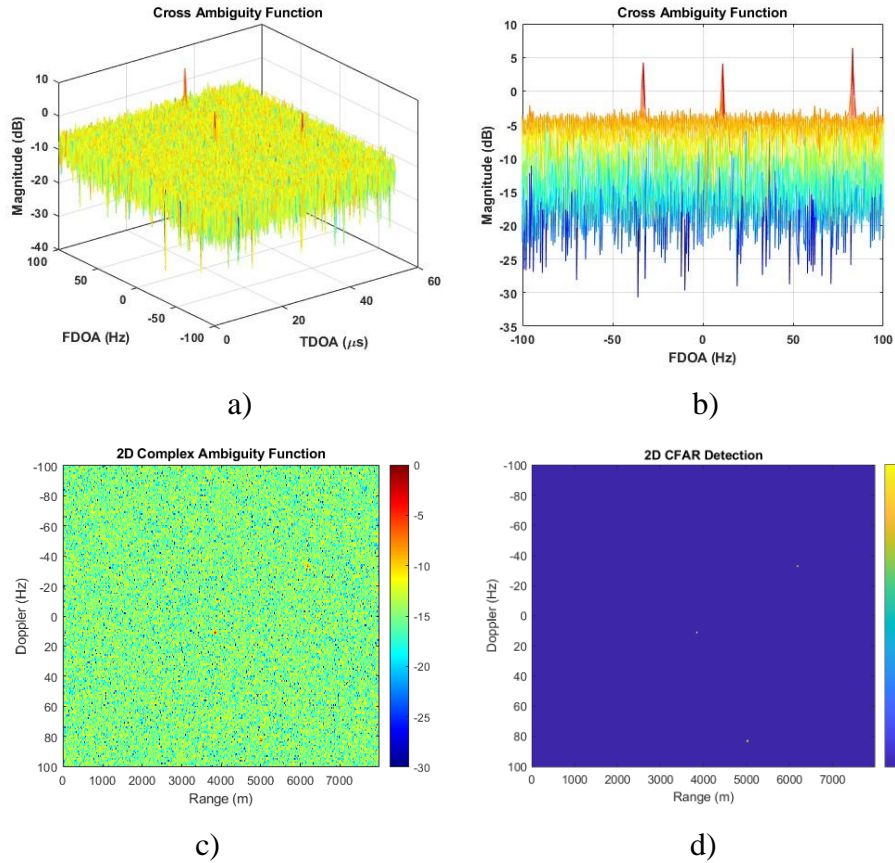 Cross Ambiguity Function
10
0
-10
-20
-30
-40
Magnitude (dB)
100
50
0
-50
-100
FDOA (Hz)
0
20
40
60
TDOA (μs)
a)
Cross Ambiguity Function
10
5
0
-5
-10
-15
-20
-25
-30
-35
Magnitude (dB)
-100 -50 0 50 100
FDOA (Hz)
b)
2D Complex Ambiguity Function
-100
-80
-60
-40
-20
0
20
40
60
80
100
Doppler (Hz)
0 1000 2000 3000 4000 5000 6000 7000
Range (m)
0
-5
-10
-15
-20
-25
-30
c)
2D CFAR Detection
-100
-80
-60
-40
-20
0
20
40
60
80
100
Doppler (Hz)
0 1000 2000 3000 4000 5000 6000 7000
Range (m)
d)